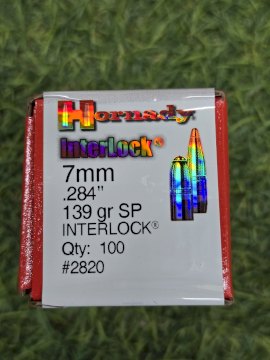 Hornady®
InterLock®
7mm
.284"
139 gr SP
INTERLOCK®
Qty: 100
#2820